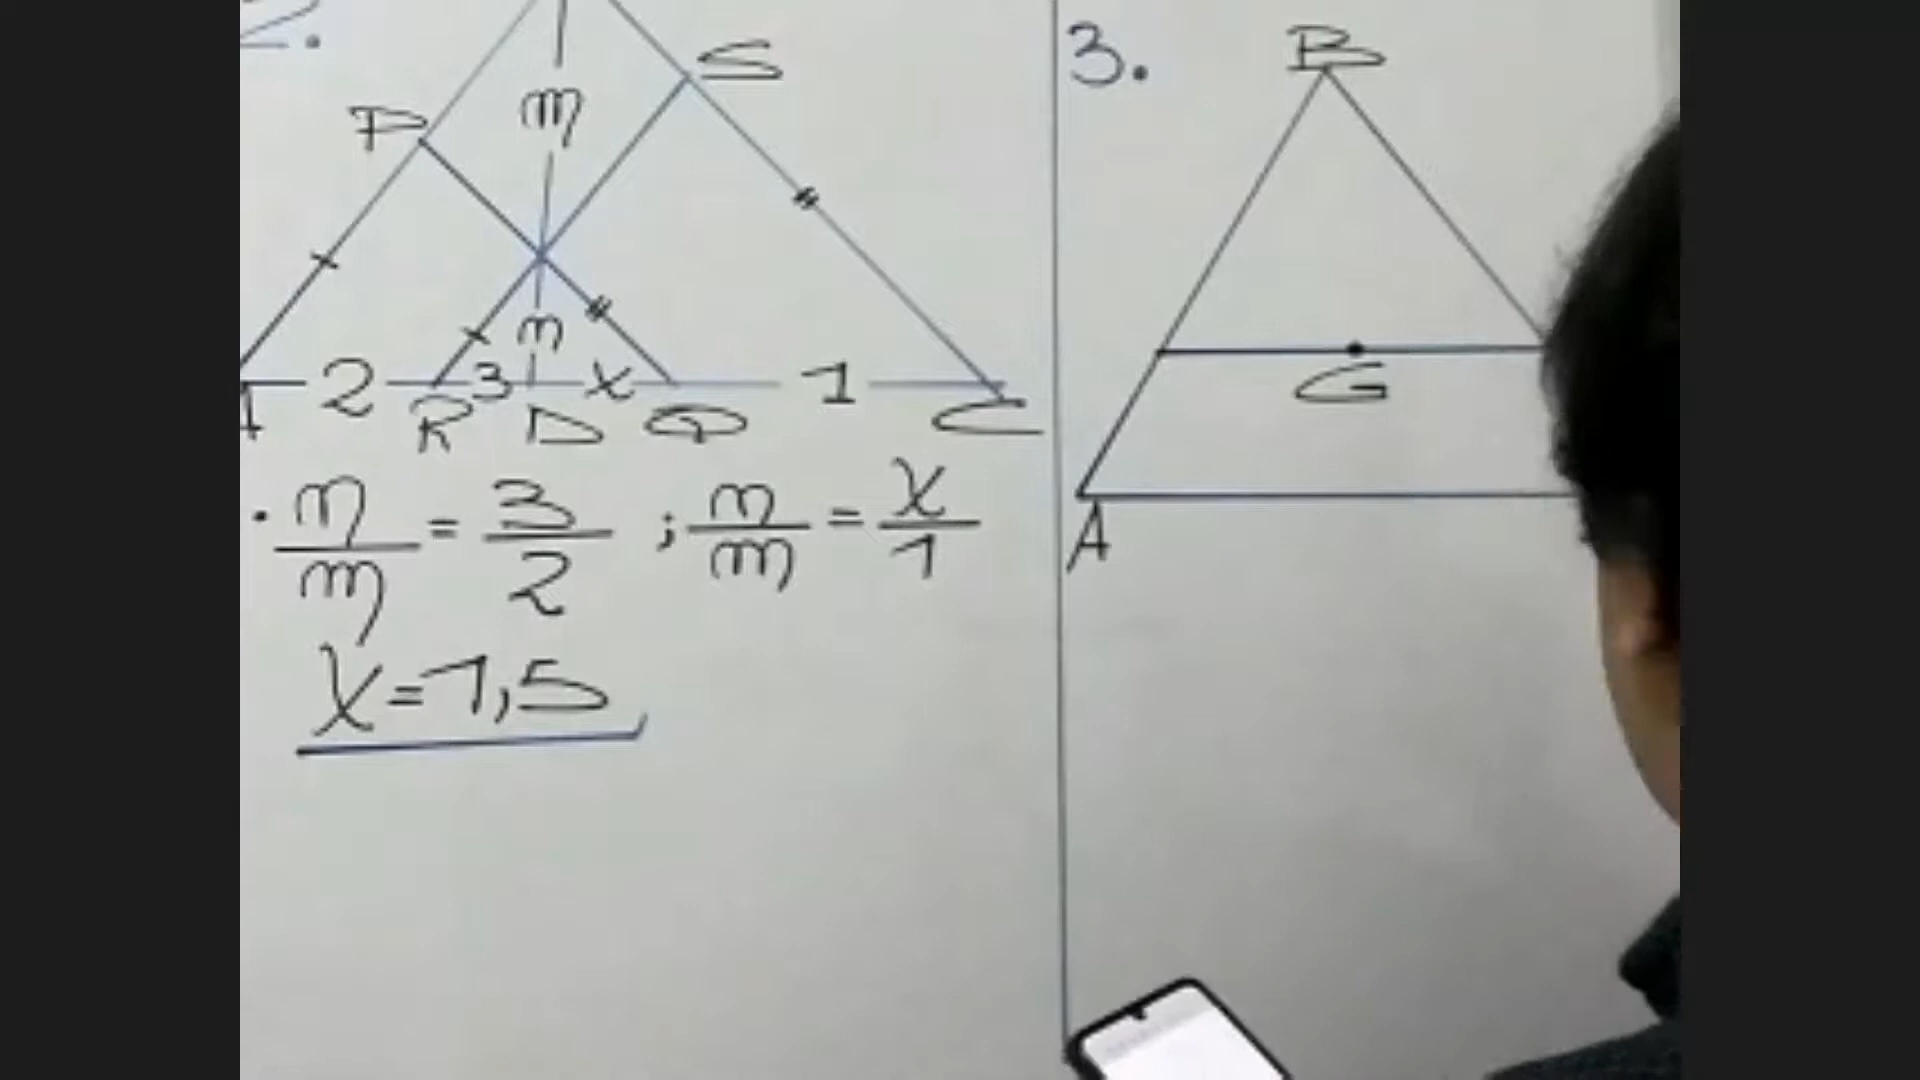 2.
S
P
m
n
2 3 x 1
R D Q C
n/m = 3/2 ; n/m = x/1
x=1,5
3.
B
G
A